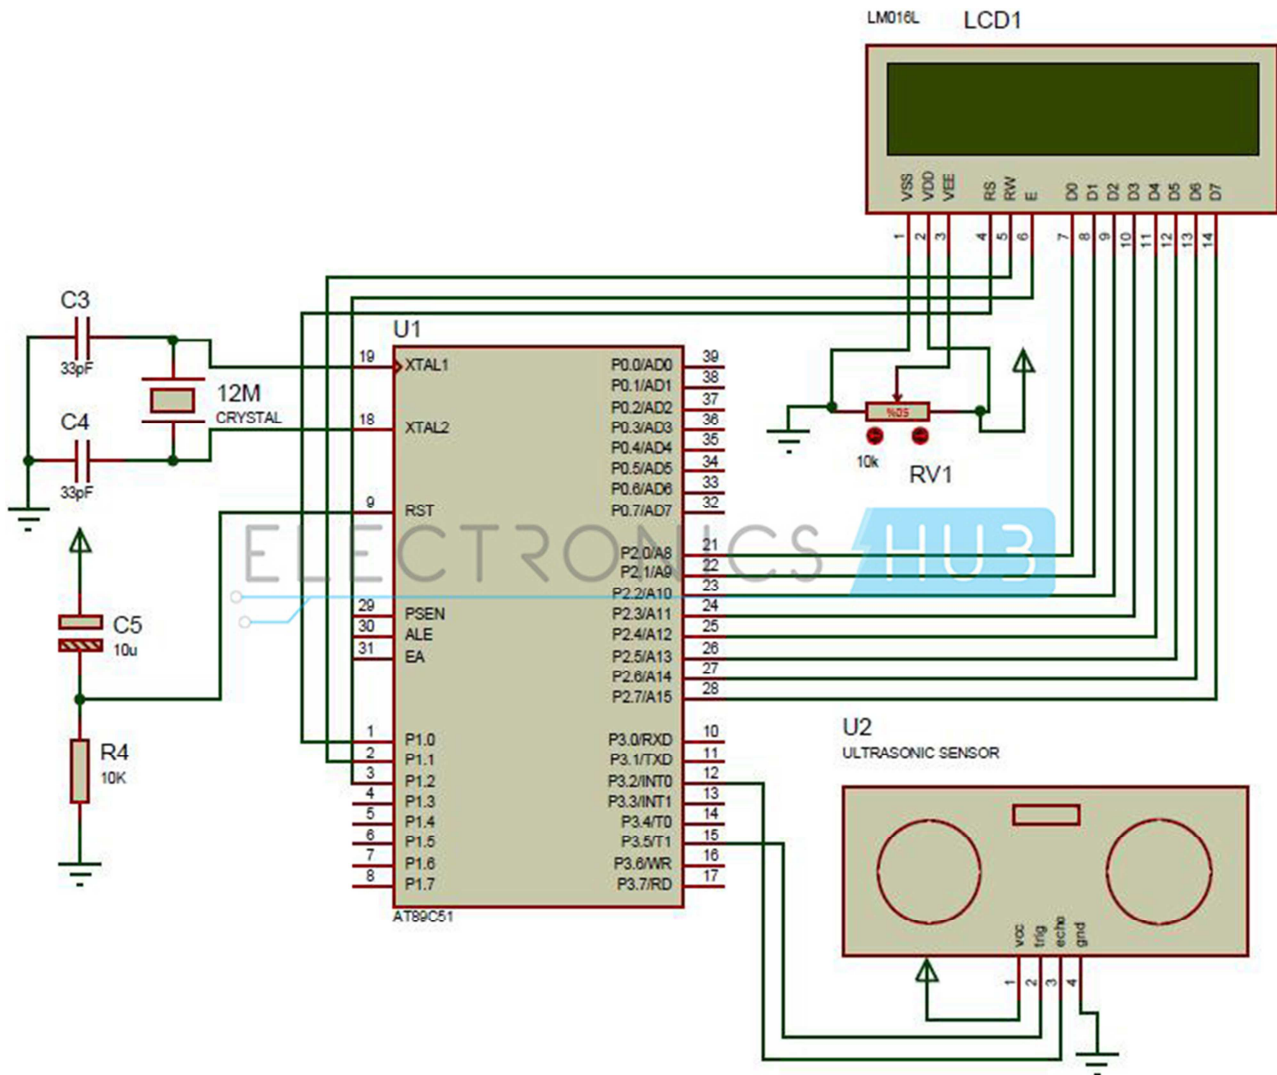 LM016L
LCD1
VSS
VDD
VEE
RS
RW
E
D0
D1
D2
D3
D4
D5
D6
D7
1
2
3
4
5
6
7
8
9
10
11
12
13
14
C3
33pF
12M
CRYSTAL
C4
33pF
C5
10u
R4
10K
U1
19 XTAL1
18 XTAL2
9 RST
29 PSEN
30 ALE
31 EA
1 P1.0
2 P1.1
3 P1.2
4 P1.3
5 P1.4
6 P1.5
7 P1.6
8 P1.7
P0.0/AD0 39
P0.1/AD1 38
P0.2/AD2 37
P0.3/AD3 36
P0.4/AD4 35
P0.5/AD5 34
P0.6/AD6 33
P0.7/AD7 32
P2.0/A8 21
P2.1/A9 22
P2.2/A10 23
P2.3/A11 24
P2.4/A12 25
P2.5/A13 26
P2.6/A14 27
P2.7/A15 28
P3.0/RXD 10
P3.1/TXD 11
P3.2/INT0 12
P3.3/INT1 13
P3.4/T0 14
P3.5/T1 15
P3.6/WR 16
P3.7/RD 17
AT89C51
%05
10k
RV1
ELECTRONICS HUB
U2
ULTRASONIC SENSOR
vcc
trig
echo
gnd
1
2
3
4